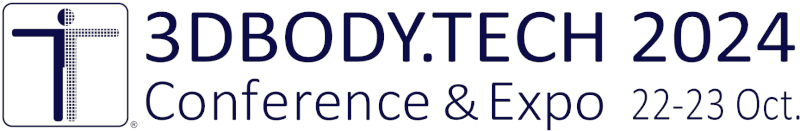 3DBODY.TECH 2024
Conference & Expo 22-23 Oct.
®